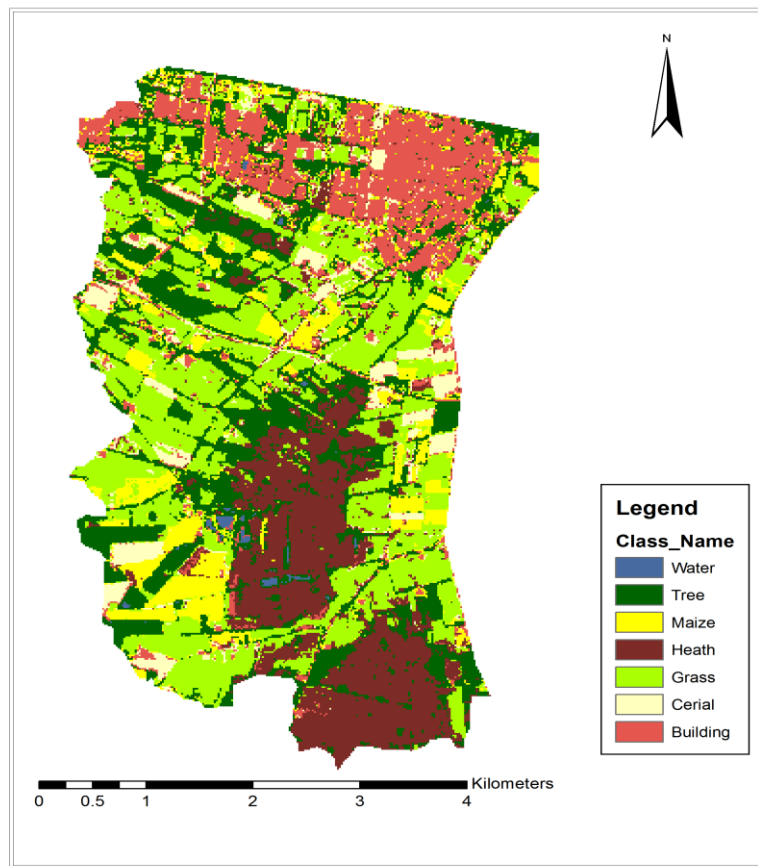 N
Legend
Class_Name
Water
Tree
Maize
Heath
Grass
Cerial
Building
Kilometers
0 0.5 1 2 3 4